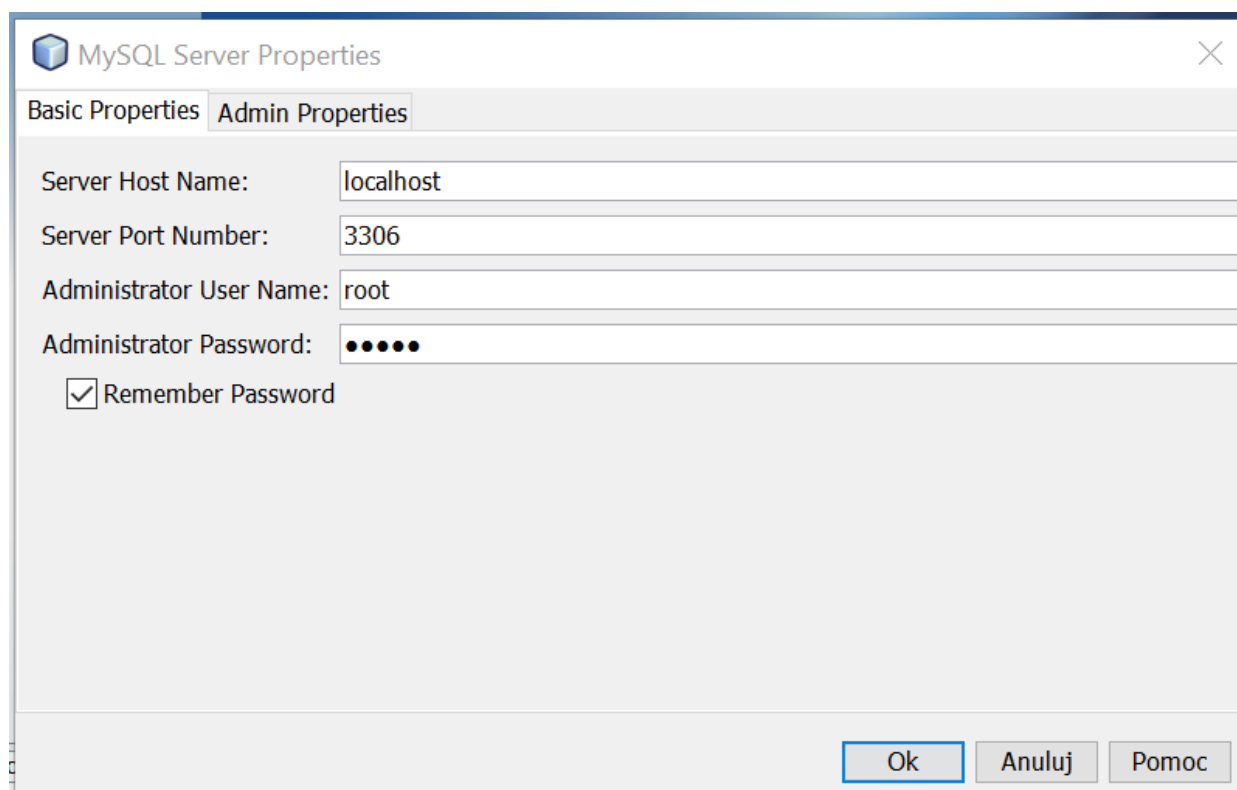 MySQL Server Properties
Basic Properties Admin Properties
Server Host Name: localhost
Server Port Number: 3306
Administrator User Name: root
Administrator Password: •••••
Remember Password
Ok Anuluj Pomoc